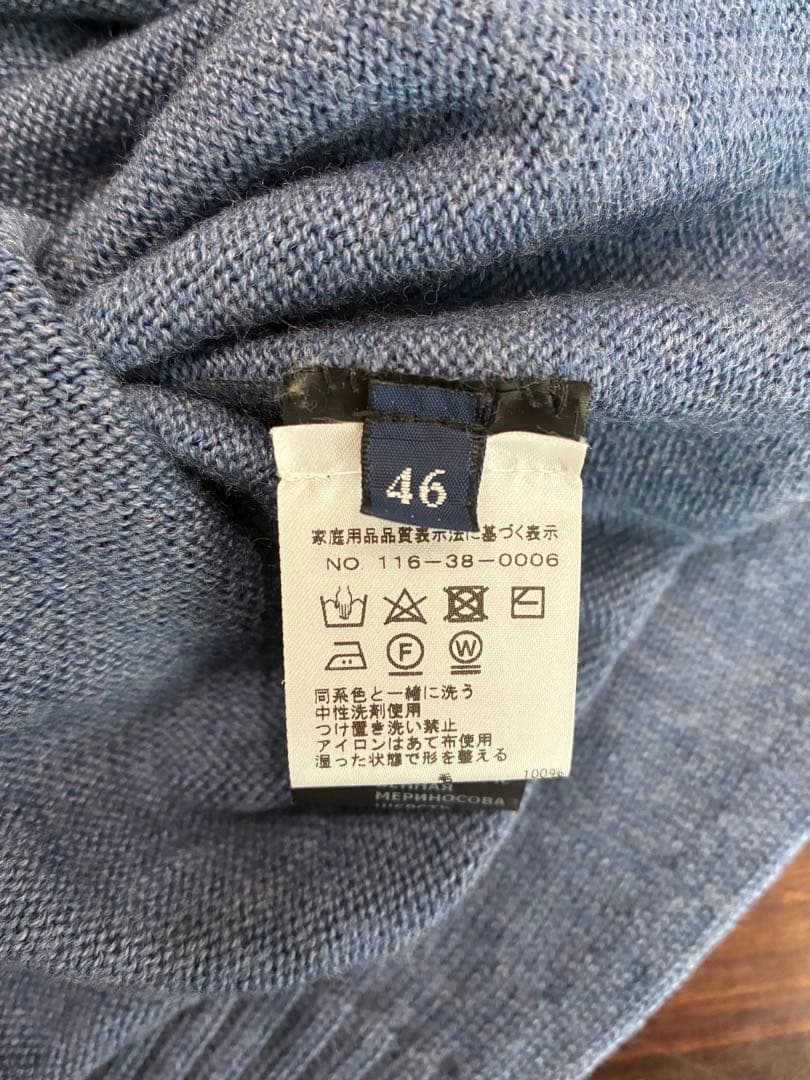 46
家庭用品品質表示法に基づく表示
NO. 116-38-0006
F W
同系色と一緒に洗う
中性洗剤使用
つけ置き洗い禁止
アイロンはあて布使用
湿った状態で形を整える
毛 100%
МЕРИНОСОВА